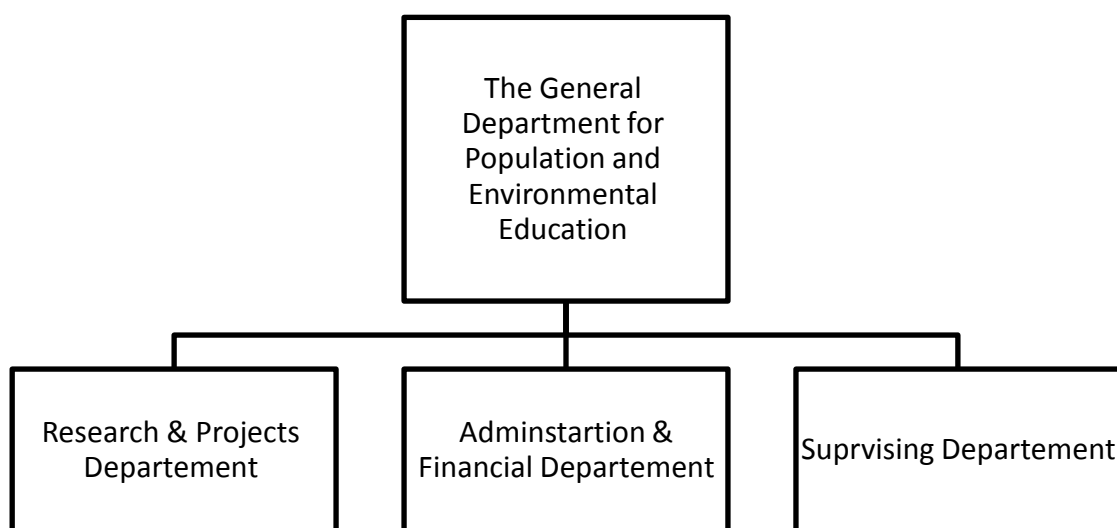 The General
Department for
Population and
Environmental
Education
Research & Projects
Departement
Adminstartion &
Financial Departement
Suprvising Departement